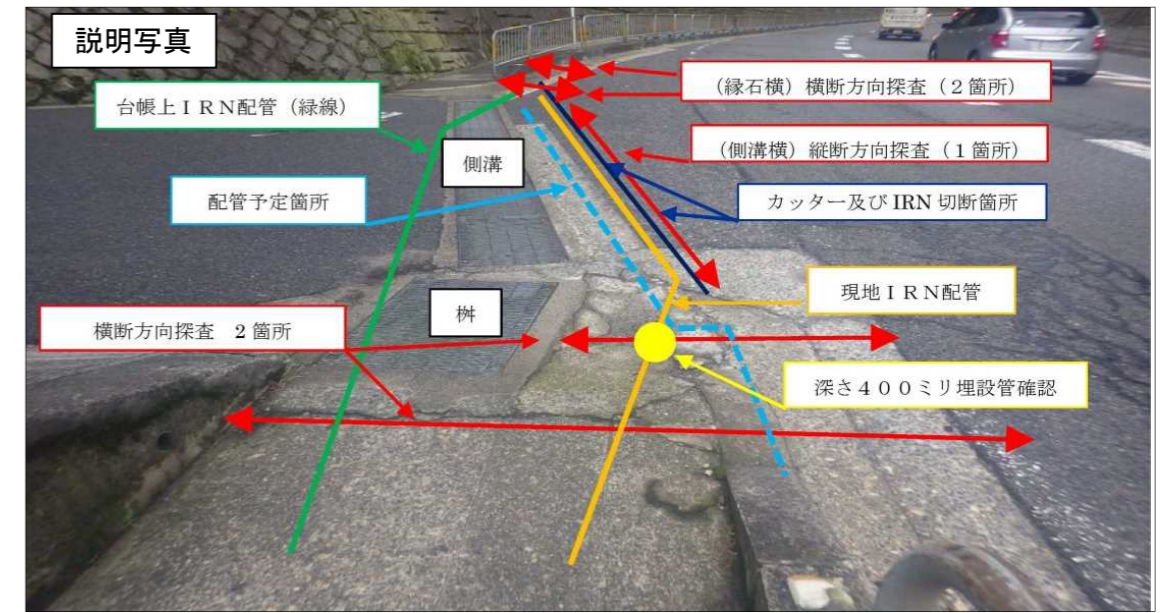 説明写真
台帳上ＩＲＮ配管（緑線）
（縁石横）横断方向探査（２箇所）
側溝
（側溝横）縦断方向探査（１箇所）
配管予定箇所
カッター及び IRN 切断箇所
現地ＩＲＮ配管
桝
横断方向探査　2 箇所
深さ４００ミリ埋設管確認